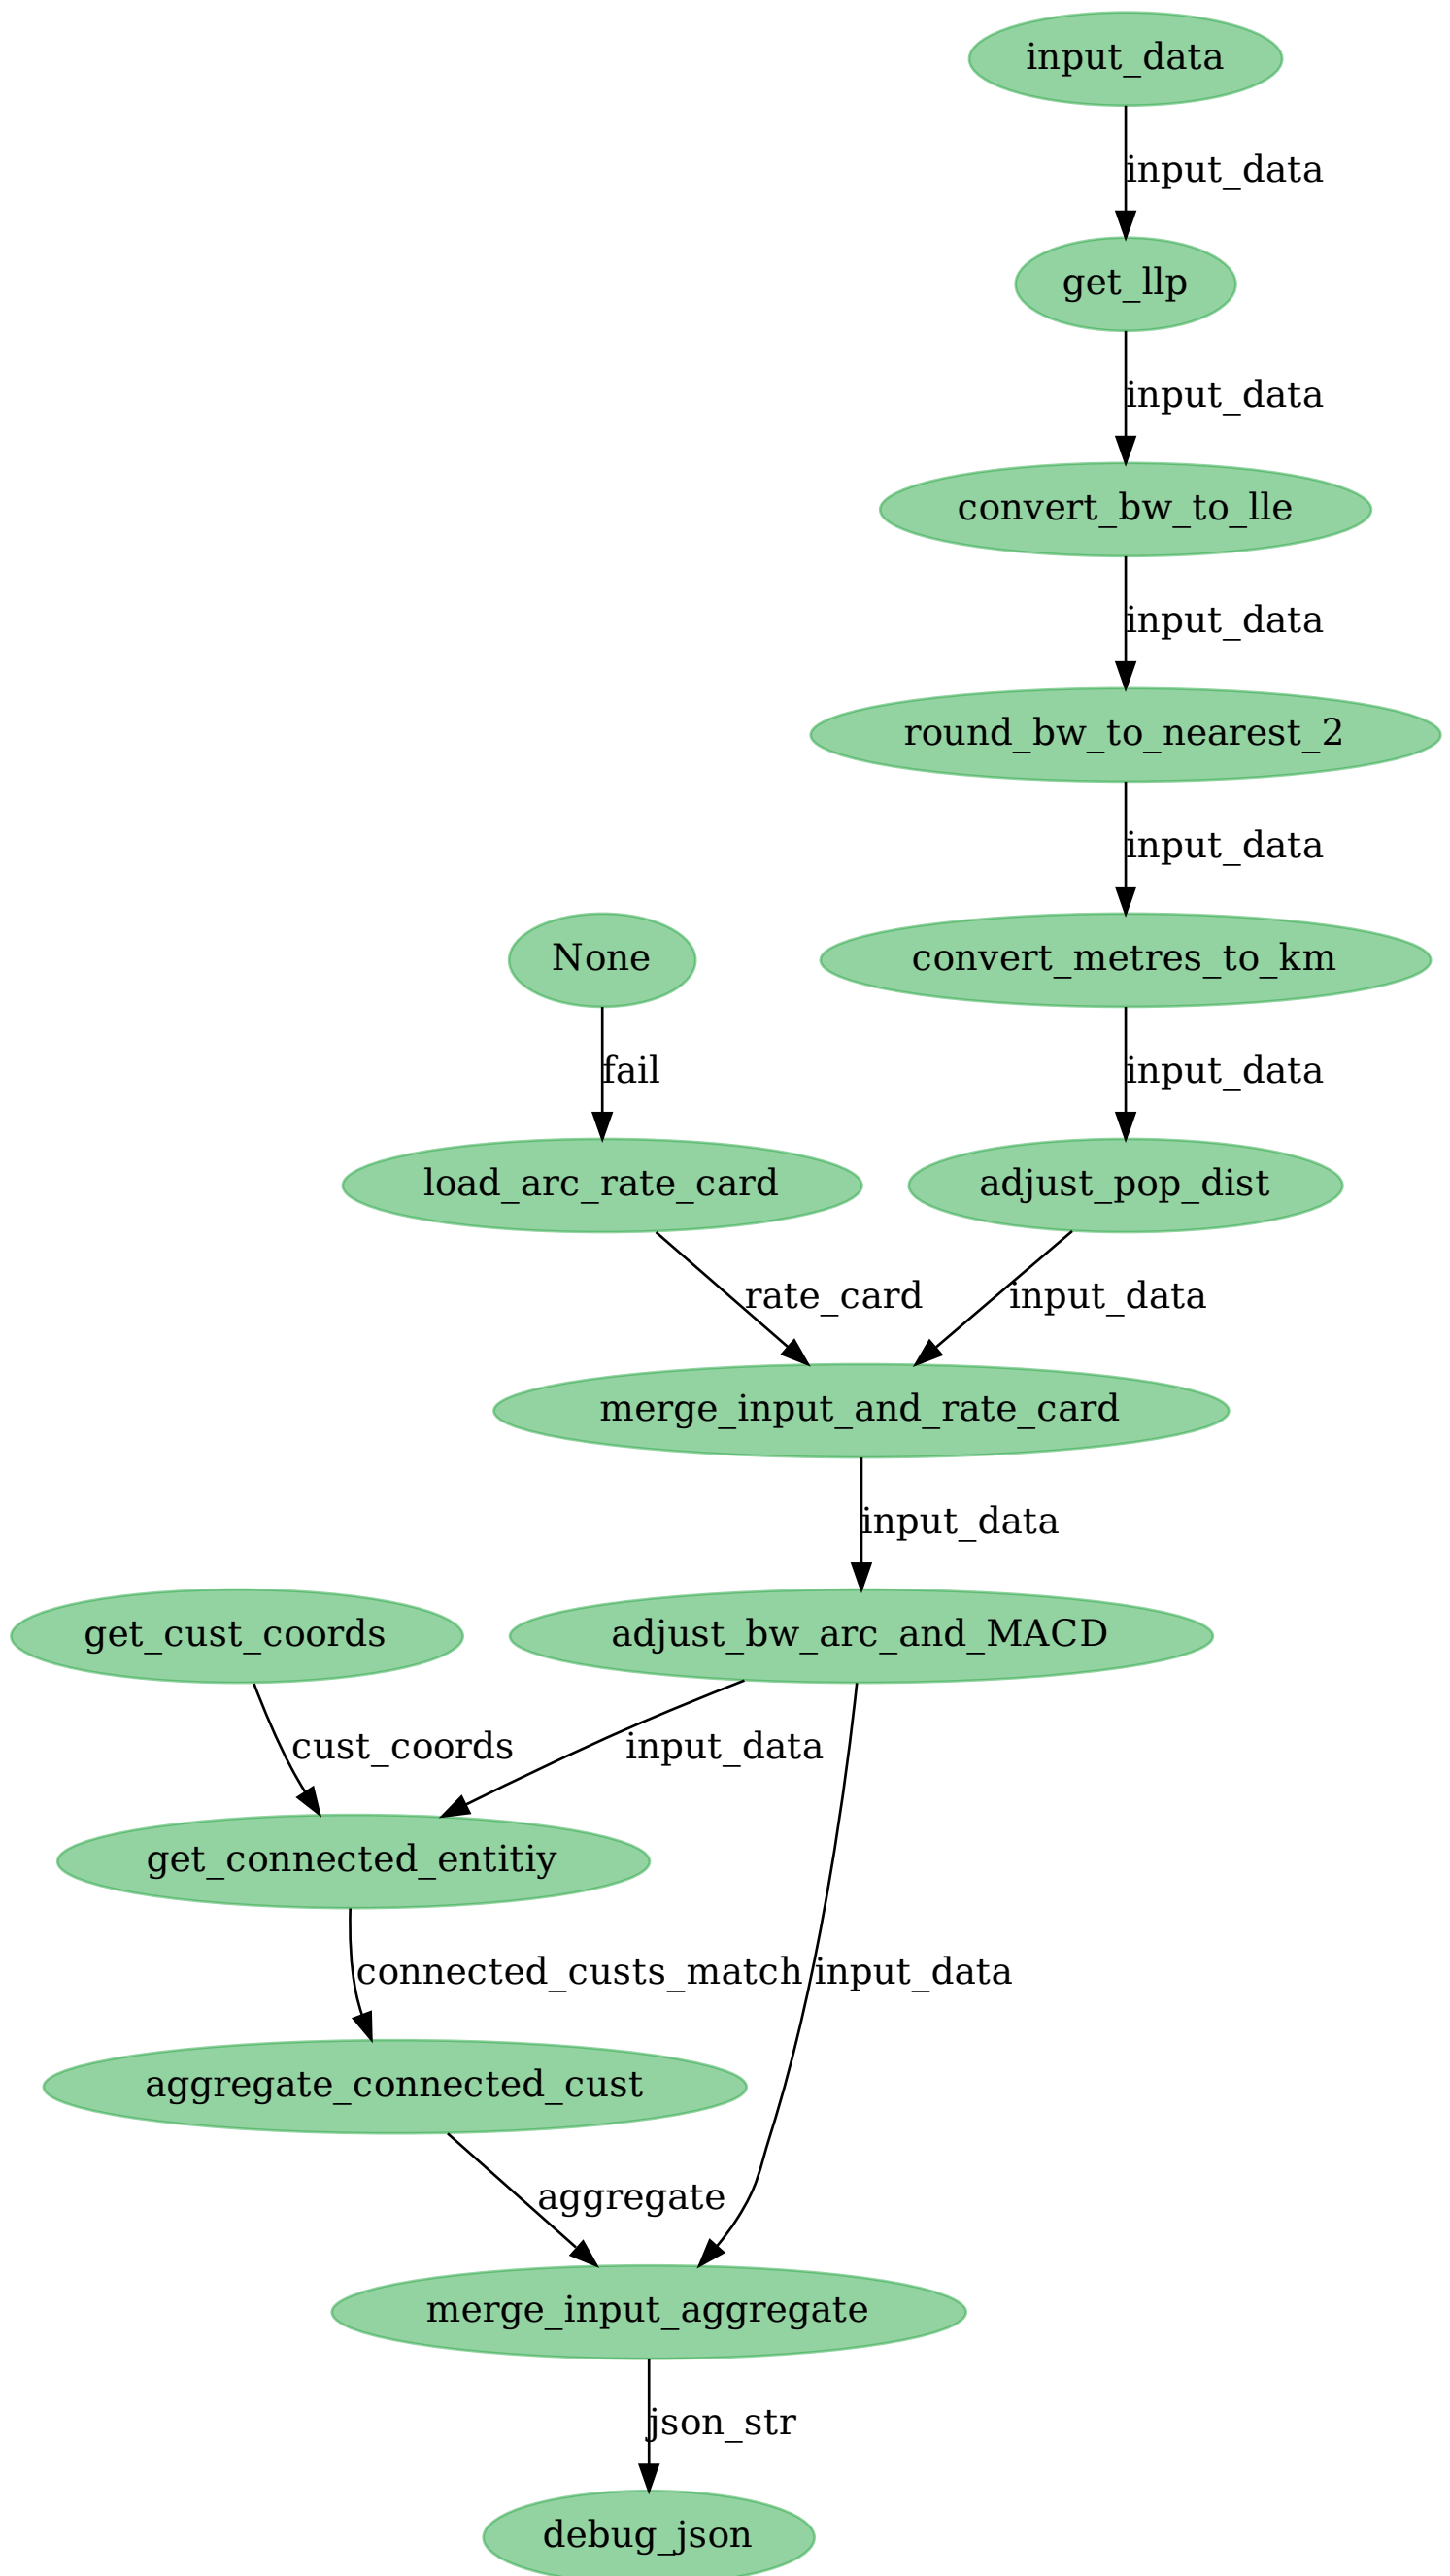 input_data
input_data
get_llp
input_data
convert_bw_to_lle
input_data
round_bw_to_nearest_2
input_data
None
convert_metres_to_km
fail
input_data
load_arc_rate_card
adjust_pop_dist
rate_card
input_data
merge_input_and_rate_card
input_data
get_cust_coords
adjust_bw_arc_and_MACD
cust_coords
input_data
get_connected_entitiy
connected_custs_match
input_data
aggregate_connected_cust
aggregate
merge_input_aggregate
json_str
debug_json